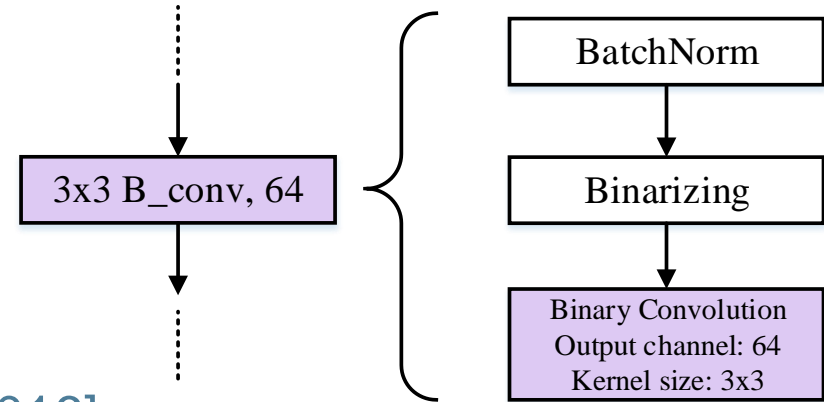 BatchNorm
3x3 B_conv, 64
Binarizing
Binary Convolution
Output channel: 64
Kernel size: 3x3